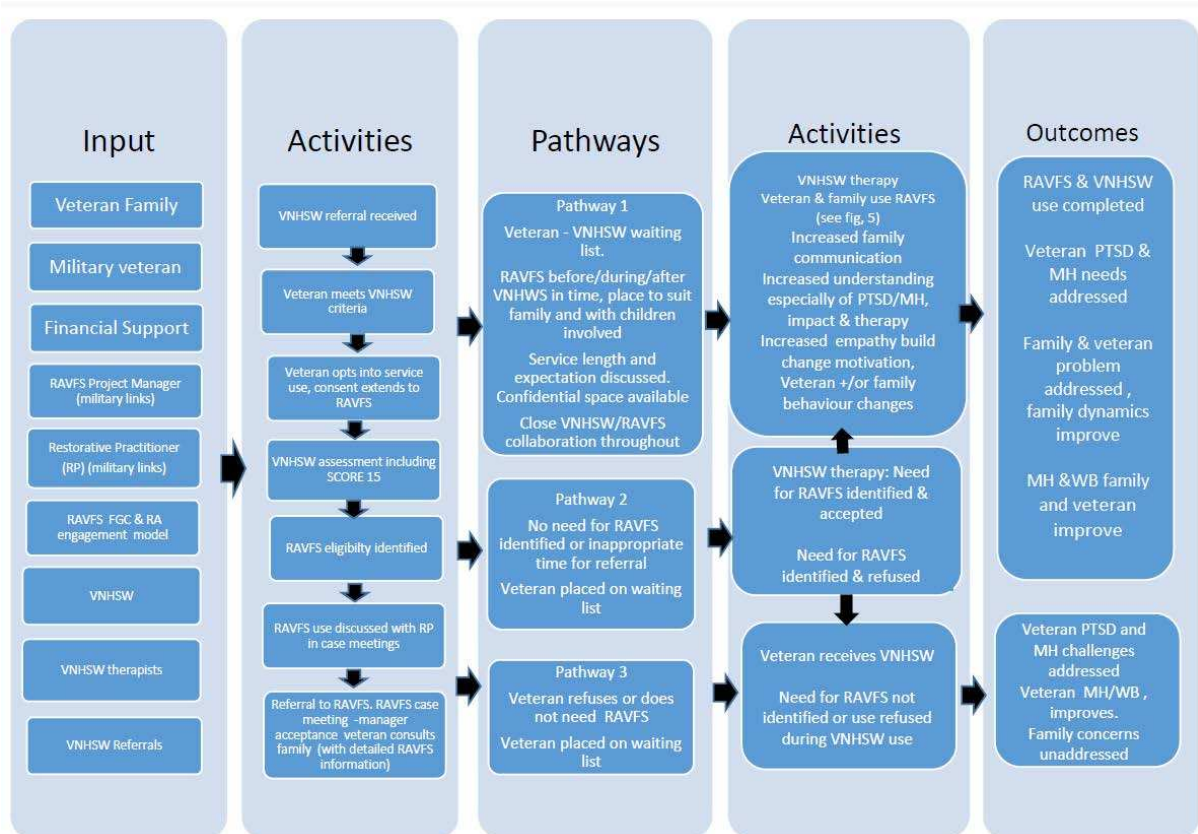 Input
Veteran Family
Military veteran
Financial Support
RAVFS Project Manager
(military links)
Restorative Practitioner
(RP) (military links)
RAVFS FGC & RA
engagement model
VNHSW
VNHSW therapists
VNHSW Referrals
Activities
VNHSW referral received
Veteran meets VNHSW
criteria
Veteran opts into service
use, consent extends to
RAVFS
VNHSW assessment including
SCORE 15
RAVFS eligibilty identified
RAVFS use discussed with RP
in case meetings
Referral to RAVFS. RAVFS case
meeting -manager
acceptance veteran consults
family (with detailed RAVFS
information)
Pathways
Pathway 1
Veteran - VNHSW waiting
list.
RAVFS before/during/after
VNHWS in time, place to suit
family and with children
involved
Service length and
expectation discussed.
Confidential space available
Close VNHSW/RAVFS
collaboration throughout
Pathway 2
No need for RAVFS
identified or inappropriate
time for referral
Veteran placed on waiting
list
Pathway 3
Veteran refuses or does
not need RAVFS
Veteran placed on waiting
list
Activities
VNHSW therapy
Veteran & family use RAVFS
(see fig, 5)
Increased family
communication
Increased understanding
especially of PTSD/MH,
impact & therapy
Increased empathy build
change motivation,
Veteran +/or family
behaviour changes
VNHSW therapy: Need
for RAVFS identified &
accepted
Need for RAVFS
identified & refused
Veteran receives VNHSW
Need for RAVFS not
identified or use refused
during VNHSW use
Outcomes
RAVFS & VNHSW
use completed
Veteran PTSD &
MH needs
addressed
Family & veteran
problem
addressed ,
family dynamics
improve
MH &WB family
and veteran
improve
Veteran PTSD and
MH challenges
addressed
Veteran MH/WB ,
improves.
Family concerns
unaddressed